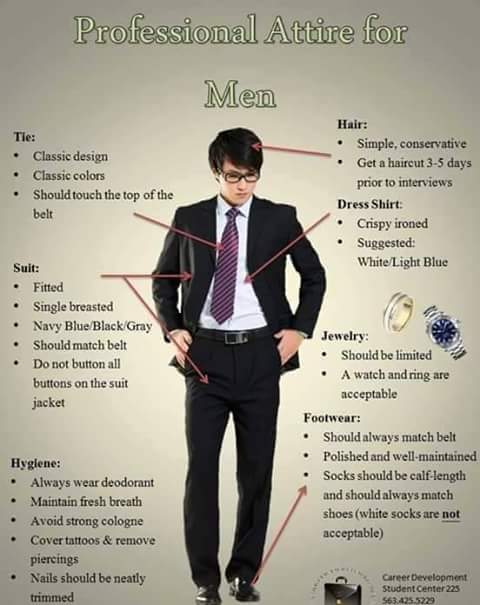 Professional Attire for
Men
Tie:
• Classic design
• Classic colors
• Should touch the top of the
belt
Hair:
• Simple, conservative
• Get a haircut 3-5 days
prior to interviews
Dress Shirt:
• Crispy ironed
• Suggested:
White/Light Blue
Suit:
• Fitted
• Single breasted
• Navy Blue/Black/Gray
• Should match belt
• Do not button all
buttons on the suit
jacket
Jewelry:
• Should be limited
• A watch and ring are
acceptable
Footwear:
• Should always match belt
• Polished and well-maintained
• Socks should be calf-length
and should always match
shoes (white socks are not
acceptable)
Hygiene:
• Always wear deodorant
• Maintain fresh breath
• Avoid strong cologne
• Cover tattoos & remove
piercings
• Nails should be neatly
trimmed
Career Development
Student Center 225
563.425.5229